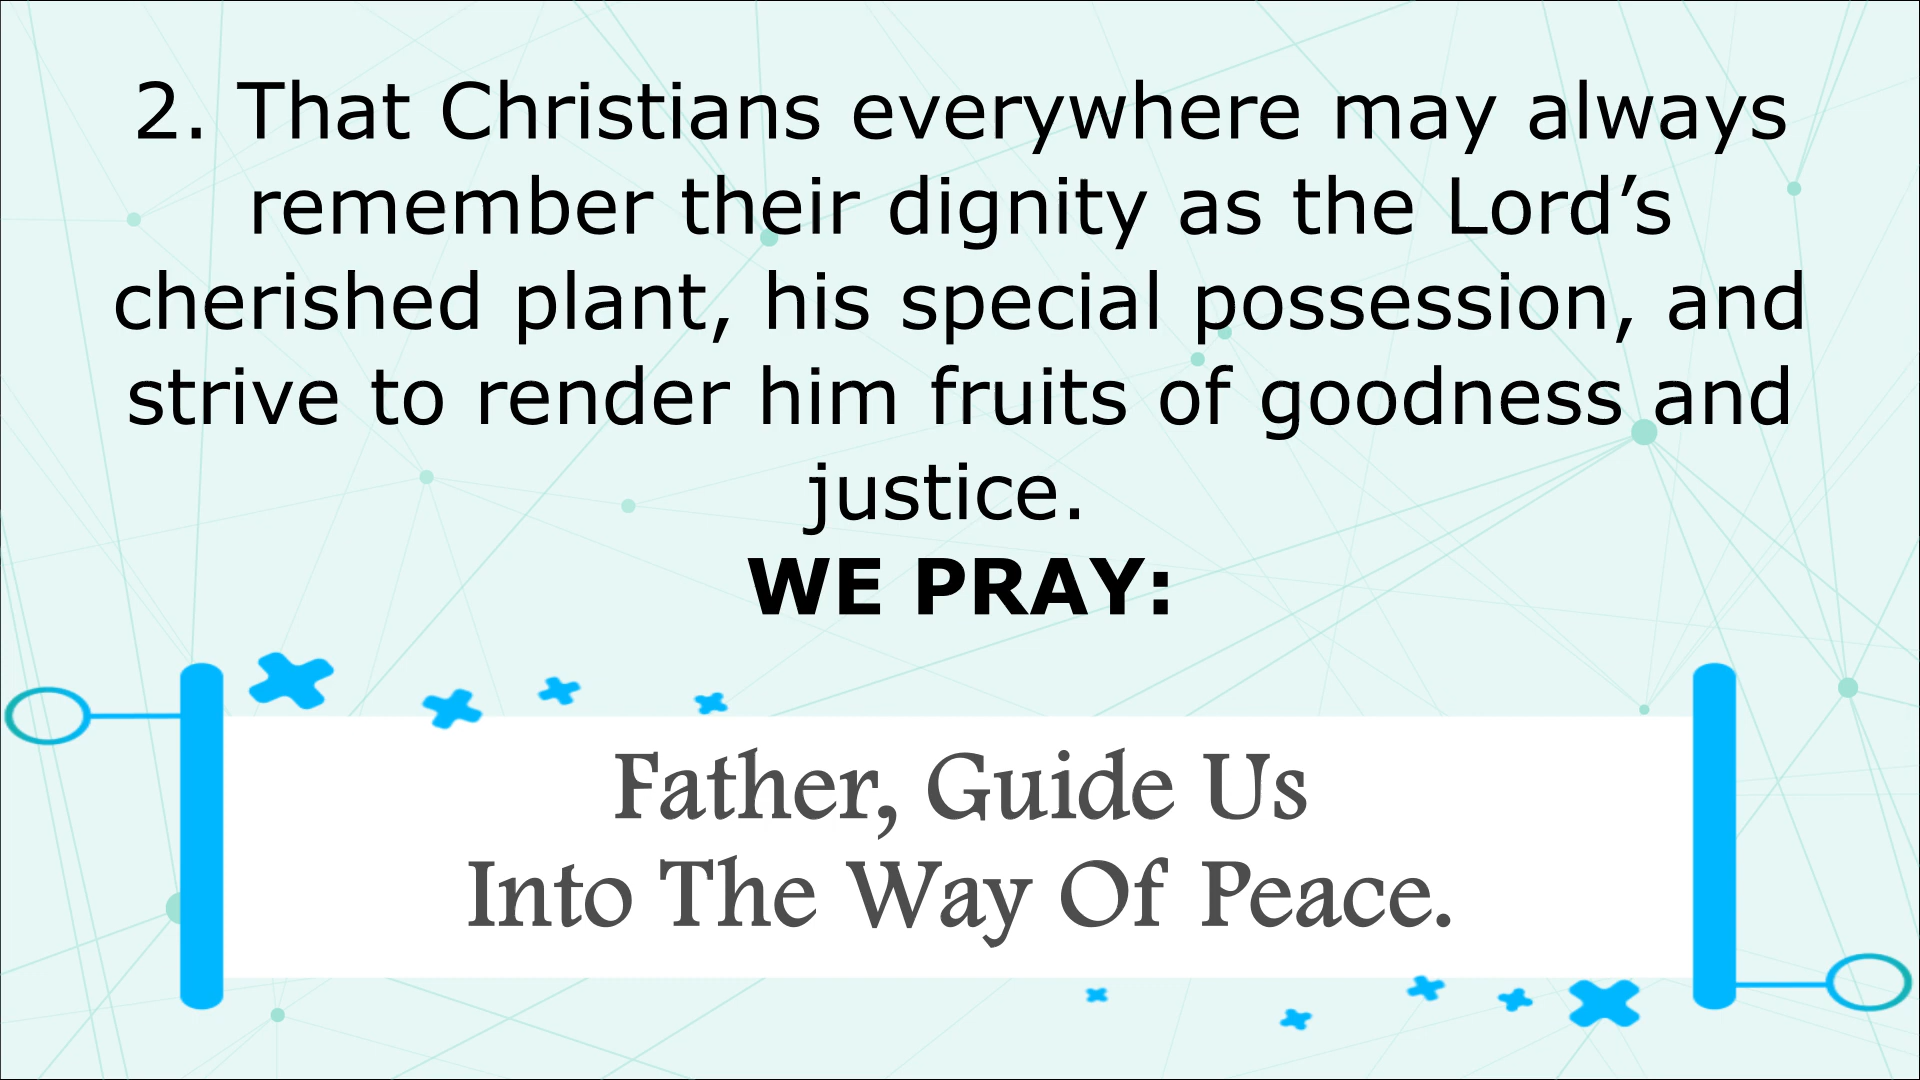 2. That Christians everywhere may always
remember their dignity as the Lord’s
cherished plant, his special possession, and
strive to render him fruits of goodness and
justice.
WE PRAY:
Father, Guide Us
Into The Way Of Peace.